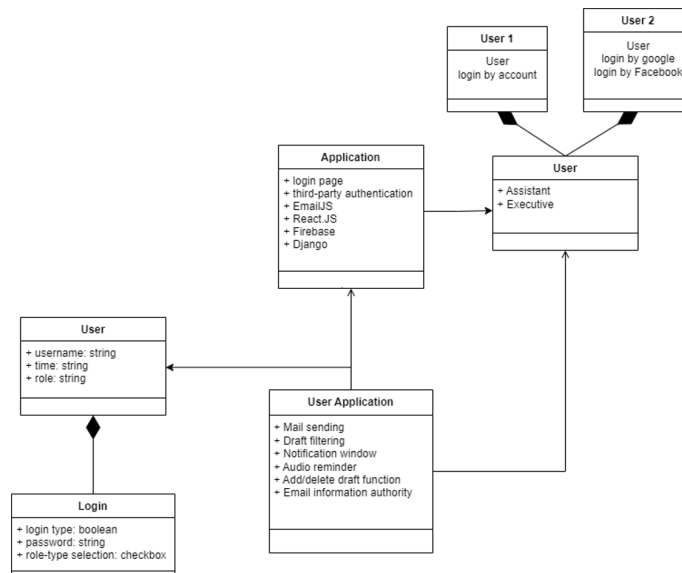 User 2
User
login by google
login by Facebook
User 1
User
login by account
Application
+ login page
+ third-party authentication
+ EmailJS
+ React.JS
+ Firebase
+ Django
User
+ Assistant
+ Executive
User
+ username: string
+ time: string
+ role: string
User Application
+ Mail sending
+ Draft filtering
+ Notification window
+ Audio reminder
+ Add/delete draft function
+ Email information authority
Login
+ login type: boolean
+ password: string
+ role-type selection: checkbox